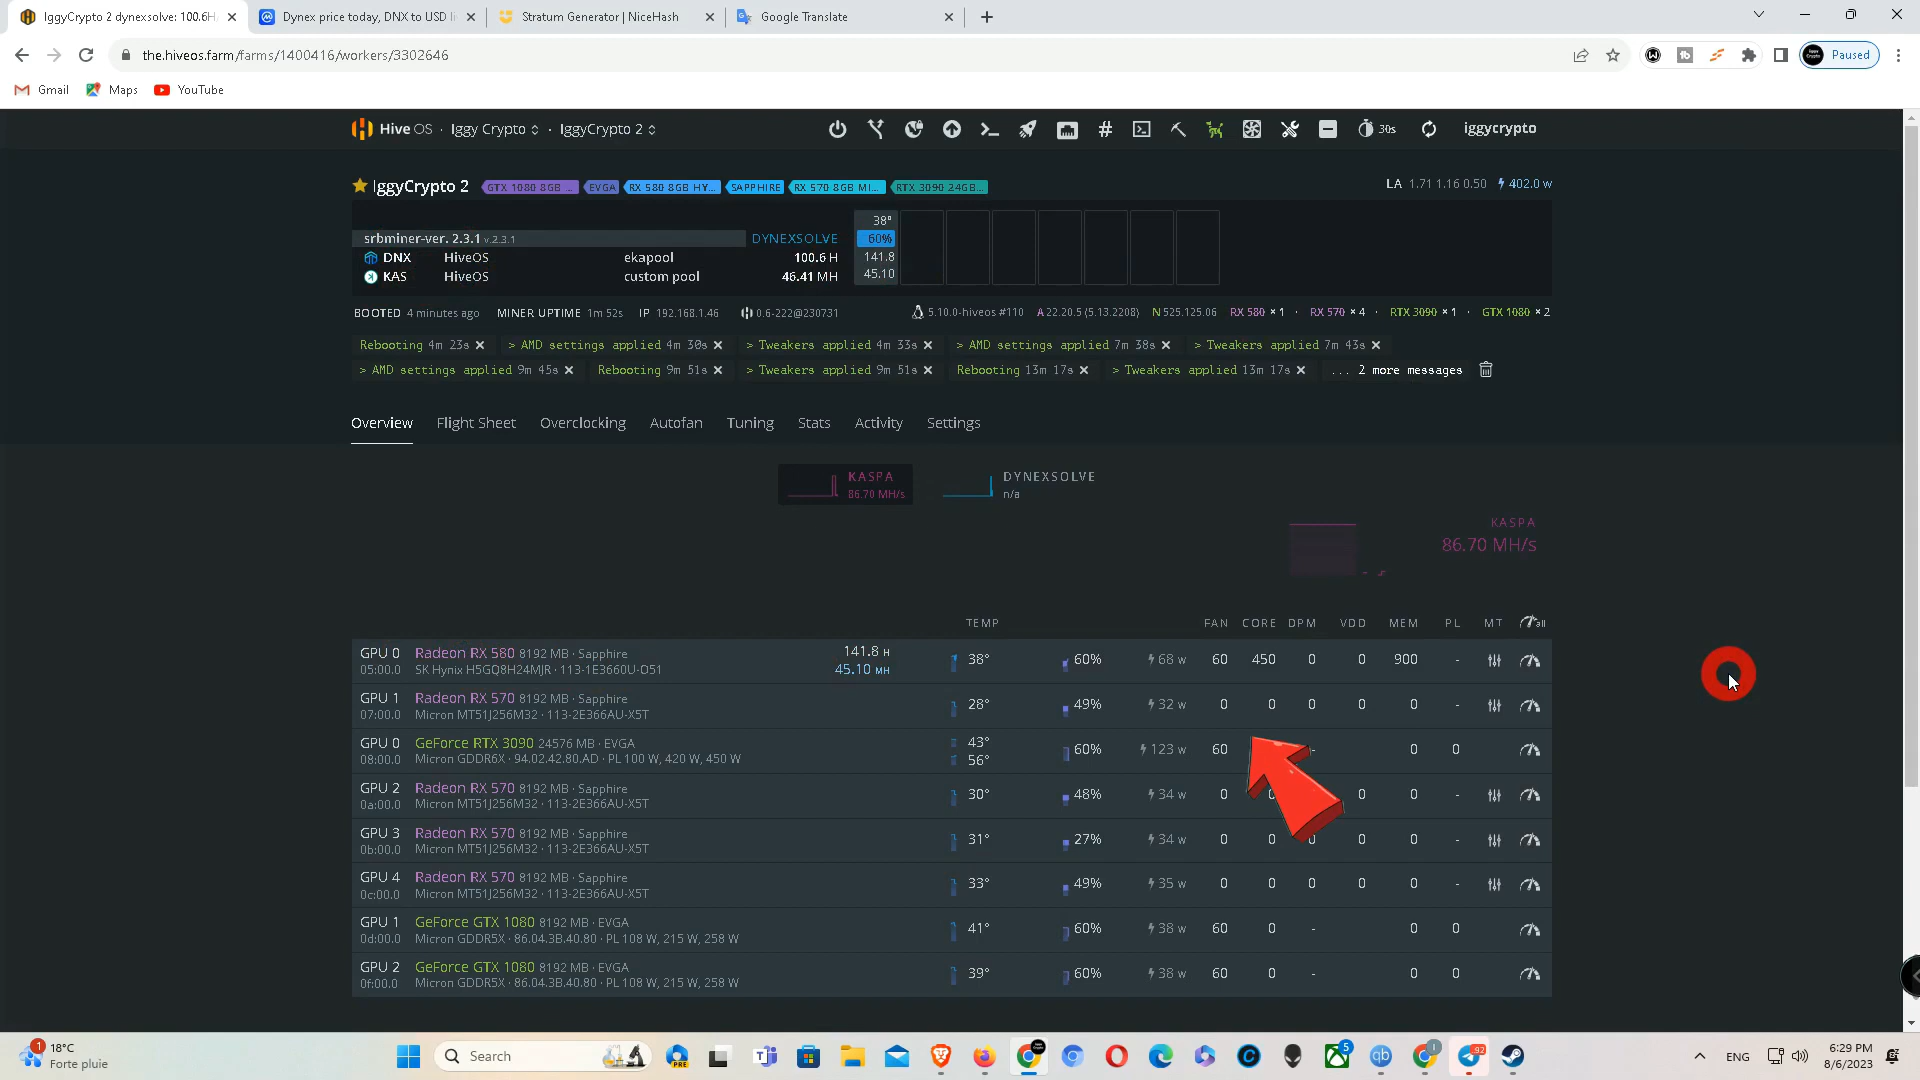 IggyCrypto 2 dynexsolve: 100.6H
Dynex price today, DNX to USD li
Stratum Generator | NiceHash
Google Translate
the.hiveos.farm/farms/1400416/workers/3302646
Paused
Gmail
Maps
YouTube
Hive OS · Iggy Crypto · IggyCrypto 2
30s
iggycrypto
IggyCrypto 2
GTX 1080 8GB ...
EVGA
RX 580 8GB HY...
SAPPHIRE
RX 570 8GB MI...
RTX 3090 24GB...
LA 1.71 1.16 0.50 402.0 w
srbminer-ver. 2.3.1 v.2.3.1 DYNEXSOLVE
DNX HiveOS ekapool 100.6 H
KAS HiveOS custom pool 46.41 MH
38°
60%
141.8
45.10
BOOTED 4 minutes ago MINER UPTIME 1m 52s IP 192.168.1.46 0.6-222@230731 5.10.0-hiveos #110 A 22.20.5 (5.13.2208) N 525.125.06 RX 580 × 1 · RX 570 × 4 · RTX 3090 × 1 · GTX 1080 × 2
Rebooting 4m 23s > AMD settings applied 4m 30s > Tweakers applied 4m 33s > AMD settings applied 7m 38s > Tweakers applied 7m 43s
> AMD settings applied 9m 45s Rebooting 9m 51s > Tweakers applied 9m 51s Rebooting 13m 17s > Tweakers applied 13m 17s ... 2 more messages
Overview Flight Sheet Overclocking Autofan Tuning Stats Activity Settings
KASPA
86.70 MH/s
DYNEXSOLVE
n/a
KASPA
86.70 MH/s
TEMP FAN CORE DPM VDD MEM PL MT all
GPU 0 Radeon RX 580 8192 MB · Sapphire 141.8 H 38° 60% 68 w 60 450 0 0 900 -
05:00.0 SK Hynix H5GQ8H24MJR · 113-1E3660U-O51 45.10 MH
GPU 1 Radeon RX 570 8192 MB · Sapphire 28° 49% 32 w 0 0 0 0 0 -
07:00.0 Micron MT51J256M32 · 113-2E366AU-X5T
GPU 0 GeForce RTX 3090 24576 MB · EVGA 43° 60% 123 w 60 - 0 0
08:00.0 Micron GDDR6X · 94.02.42.80.AD · PL 100 W, 420 W, 450 W 56°
GPU 2 Radeon RX 570 8192 MB · Sapphire 30° 48% 34 w 0 0 0 0 0 -
0a:00.0 Micron MT51J256M32 · 113-2E366AU-X5T
GPU 3 Radeon RX 570 8192 MB · Sapphire 31° 27% 34 w 0 0 0 0 0 -
0b:00.0 Micron MT51J256M32 · 113-2E366AU-X5T
GPU 4 Radeon RX 570 8192 MB · Sapphire 33° 49% 35 w 0 0 0 0 0 -
0c:00.0 Micron MT51J256M32 · 113-2E366AU-X5T
GPU 1 GeForce GTX 1080 8192 MB · EVGA 41° 60% 38 w 60 0 - 0 0
0d:00.0 Micron GDDR5X · 86.04.3B.40.80 · PL 108 W, 215 W, 258 W
GPU 2 GeForce GTX 1080 8192 MB · EVGA 39° 60% 38 w 60 0 - 0 0
0f:00.0 Micron GDDR5X · 86.04.3B.40.80 · PL 108 W, 215 W, 258 W
1
18°C
Forte pluie
Search
PRE
5
92
ENG
6:29 PM
8/6/2023